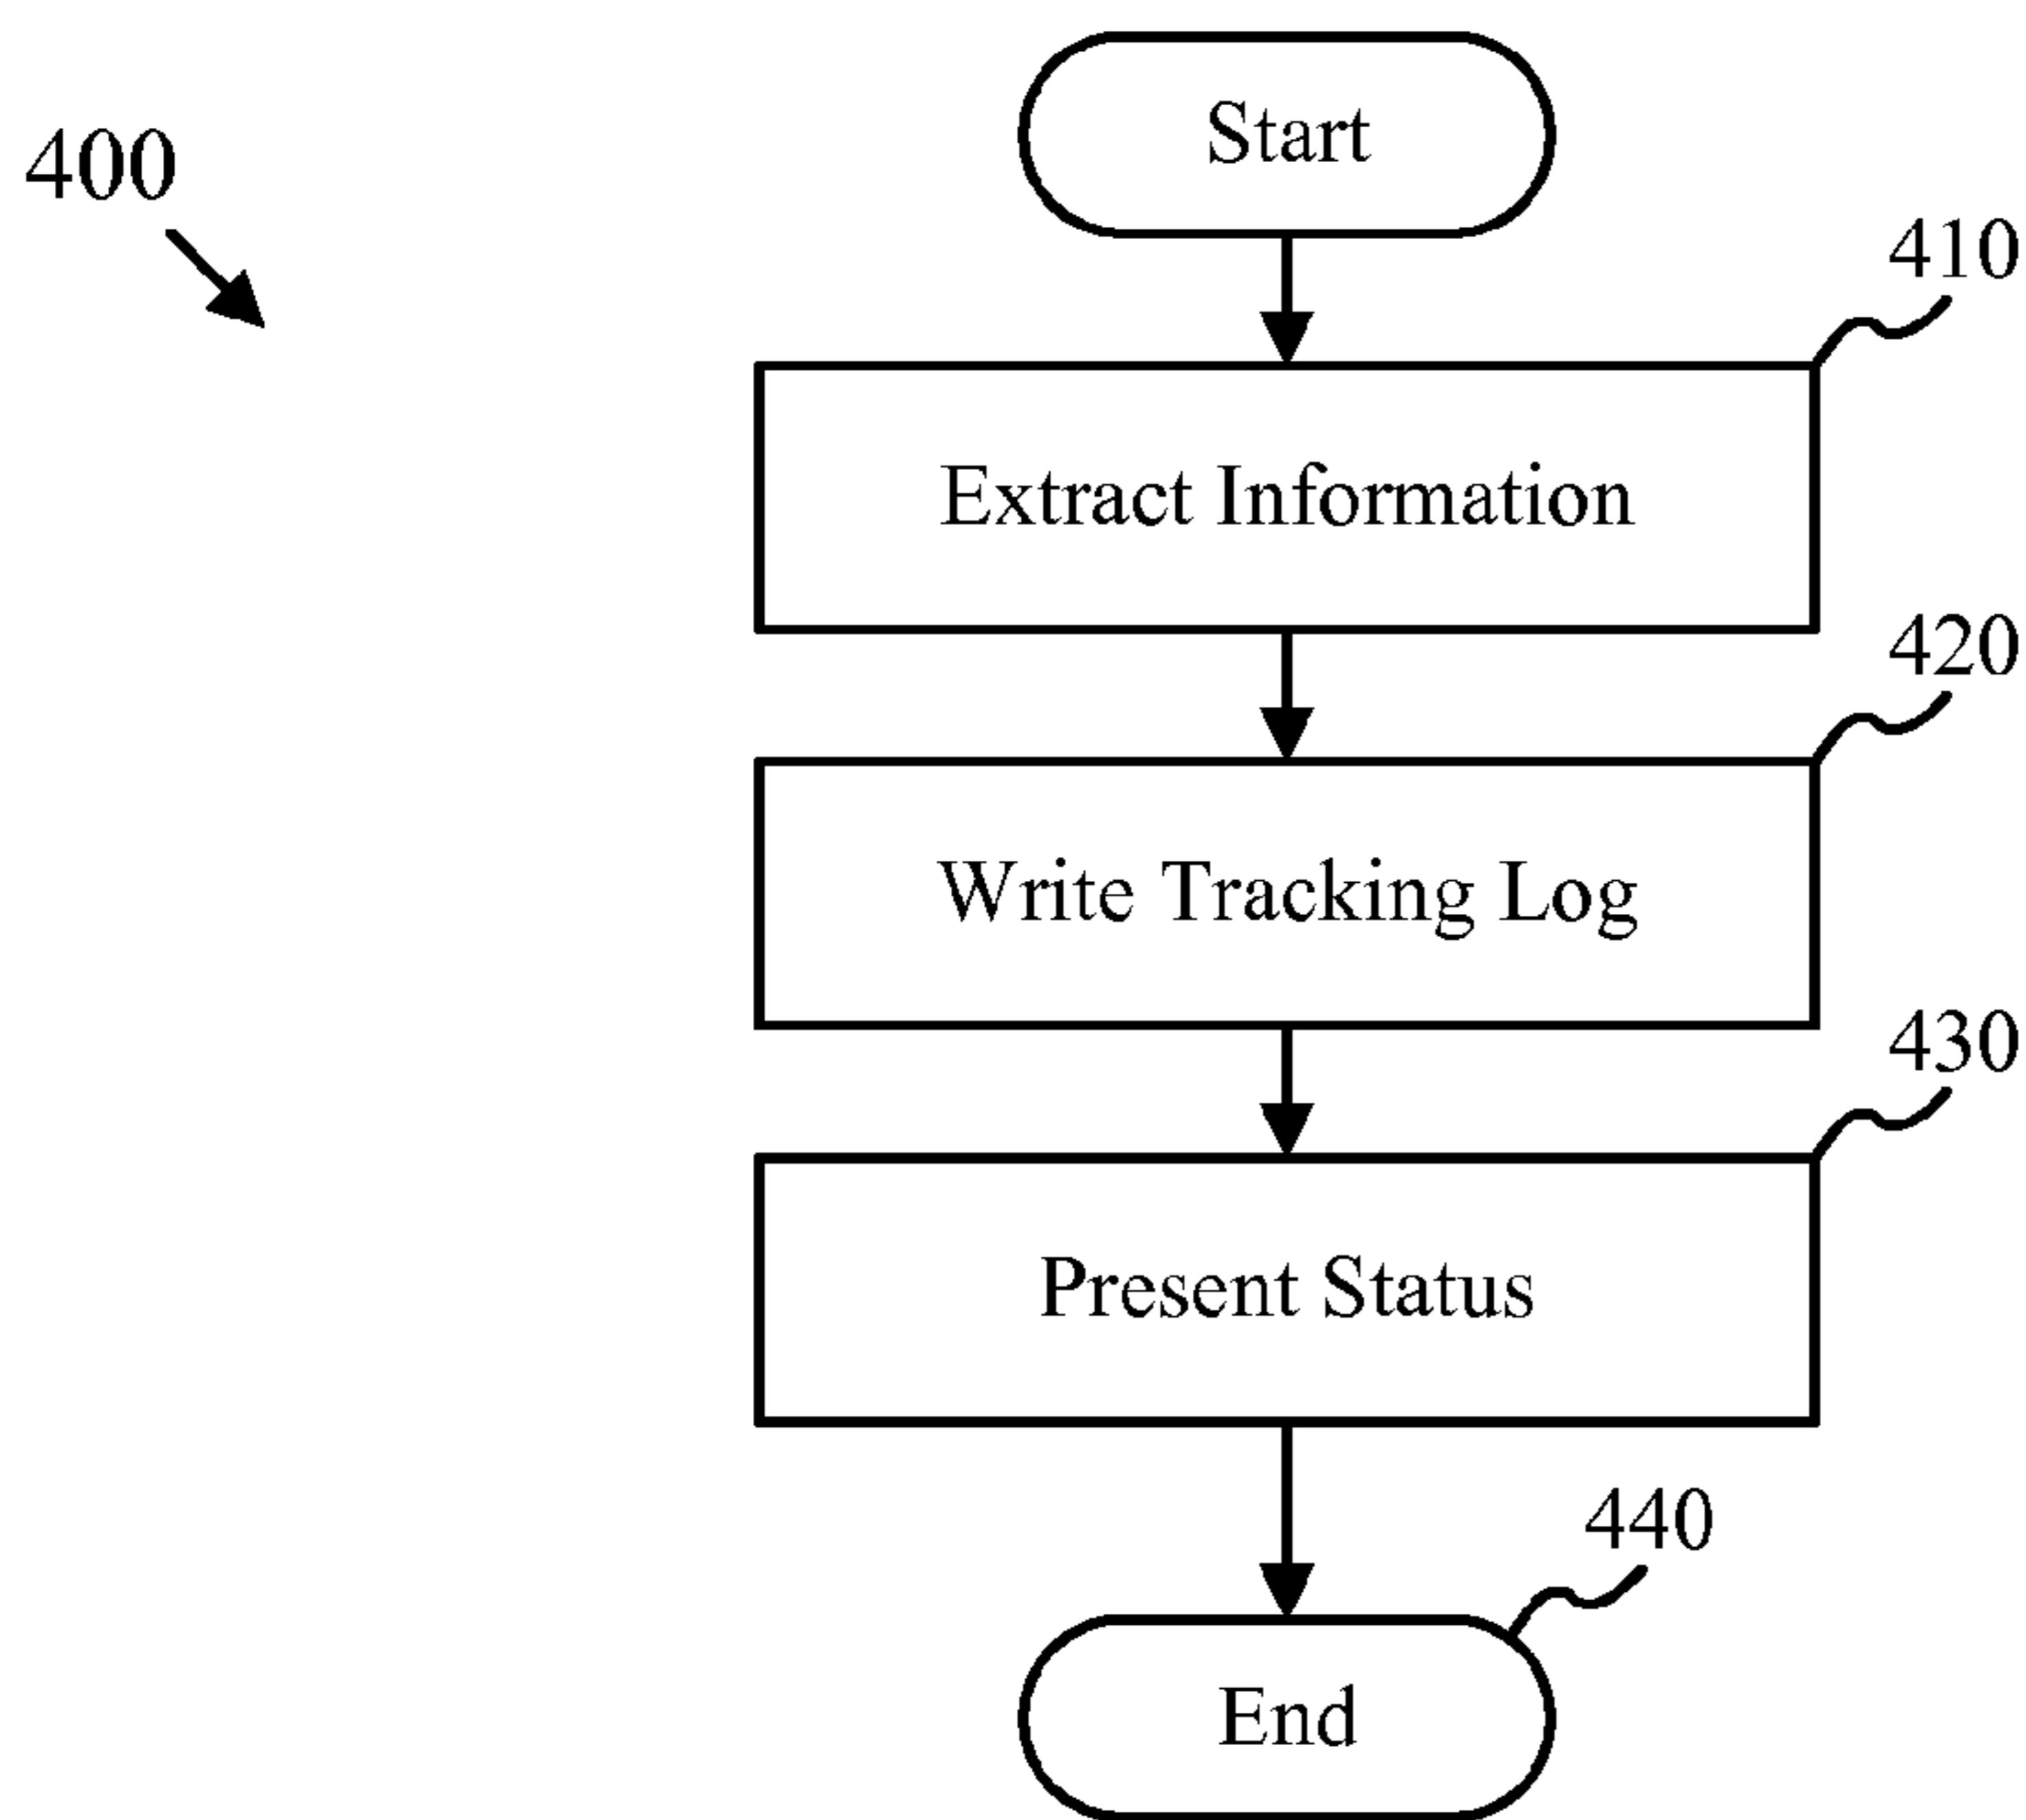 Start
400
410
Extract Information
420
Write Tracking Log
430
Present Status
440
End